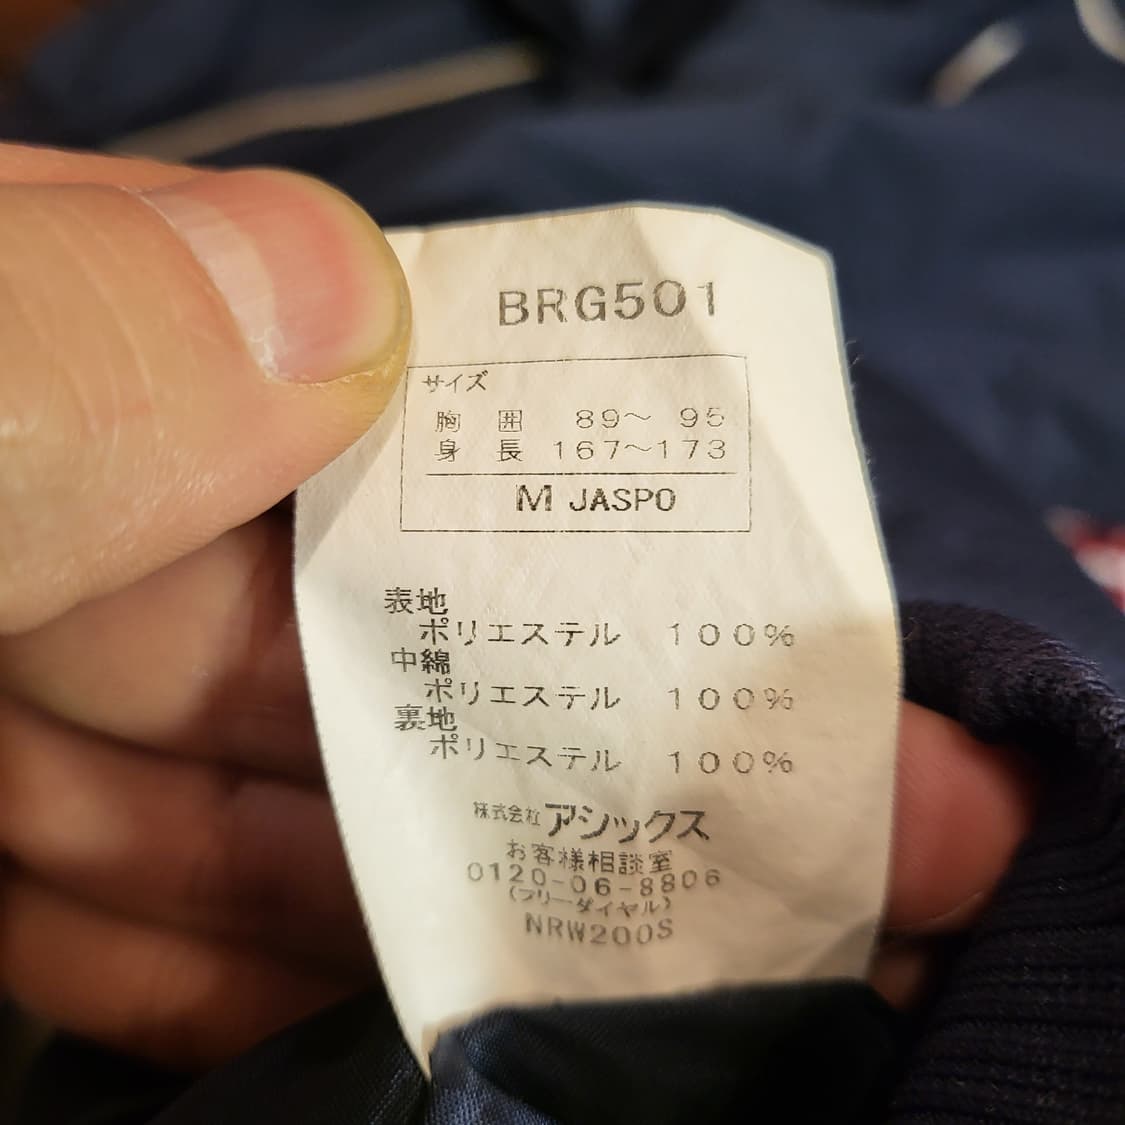 BRG501
サイズ
胸 囲 89〜 95
身 長 167〜173
M JASPO
表地
ポリエステル 100%
中綿
ポリエステル 100%
裏地
ポリエステル 100%
株式会社アシックス
お客様相談室
0120-06-8806
(フリーダイヤル)
NRW200S